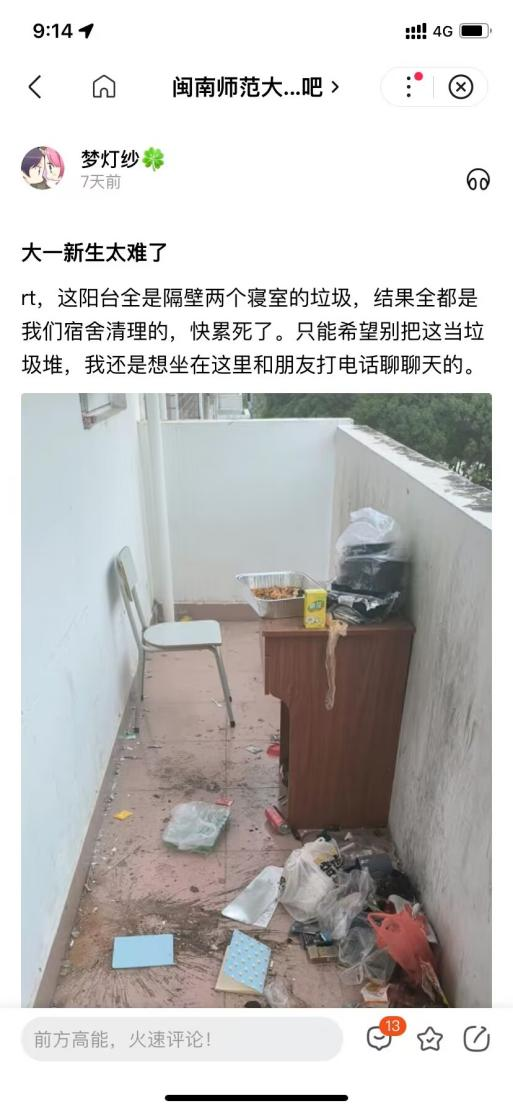 9:14
4G
闽南师范大...吧
梦灯纱
7天前
大一新生太难了
rt，这阳台全是隔壁两个寝室的垃圾，结果全都是
我们宿舍清理的，快累死了。只能希望别把这当垃
圾堆，我还是想坐在这里和朋友打电话聊聊天的。
前方高能，火速评论！
13